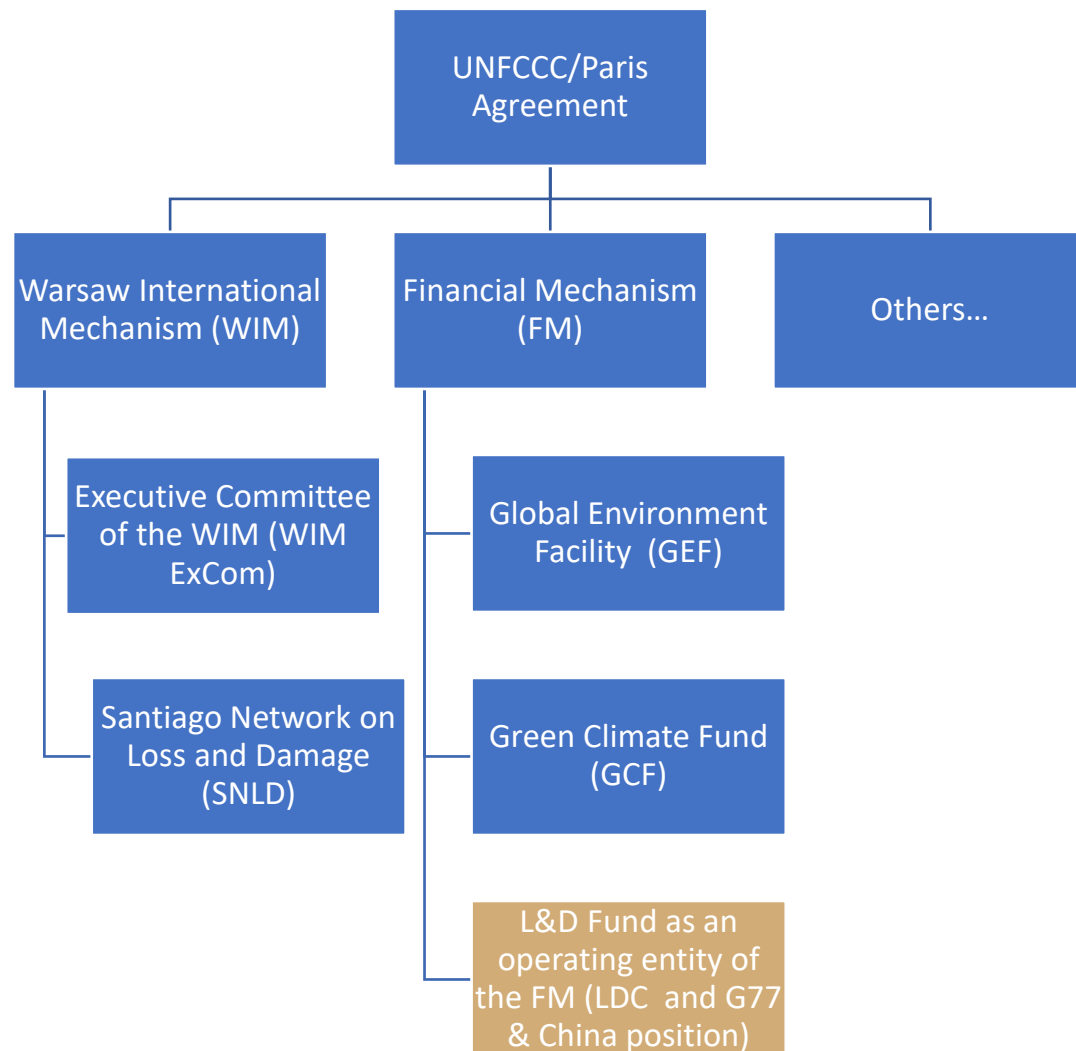 UNFCCC/Paris
Agreement
Warsaw International
Mechanism (WIM)
Financial Mechanism
(FM)
Others…
Executive Committee
of the WIM (WIM
ExCom)
Santiago Network on
Loss and Damage
(SNLD)
Global Environment
Facility  (GEF)
Green Climate Fund
(GCF)
L&D Fund as an
operating entity of
the FM (LDC  and G77
& China position)